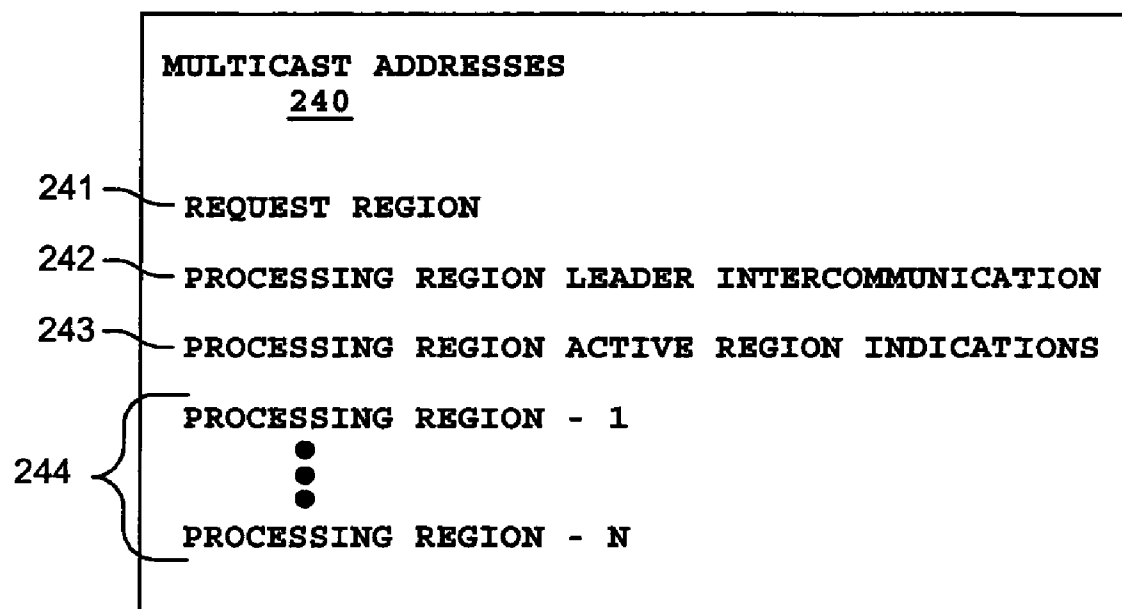 MULTICAST ADDRESSES
240
241 REQUEST REGION
242 PROCESSING REGION LEADER INTERCOMMUNICATION
243 PROCESSING REGION ACTIVE REGION INDICATIONS
PROCESSING REGION - 1
244
PROCESSING REGION - N